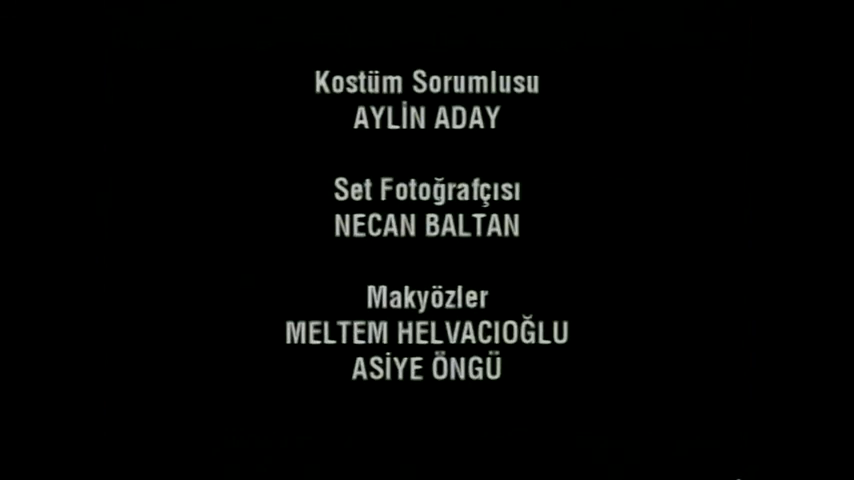 Kostüm Sorumlusu
AYLİN ADAY
Set Fotoğrafçısı
NECAN BALTAN
Makyözler
MELTEM HELVACIOĞLU
ASİYE ÖNGÜ